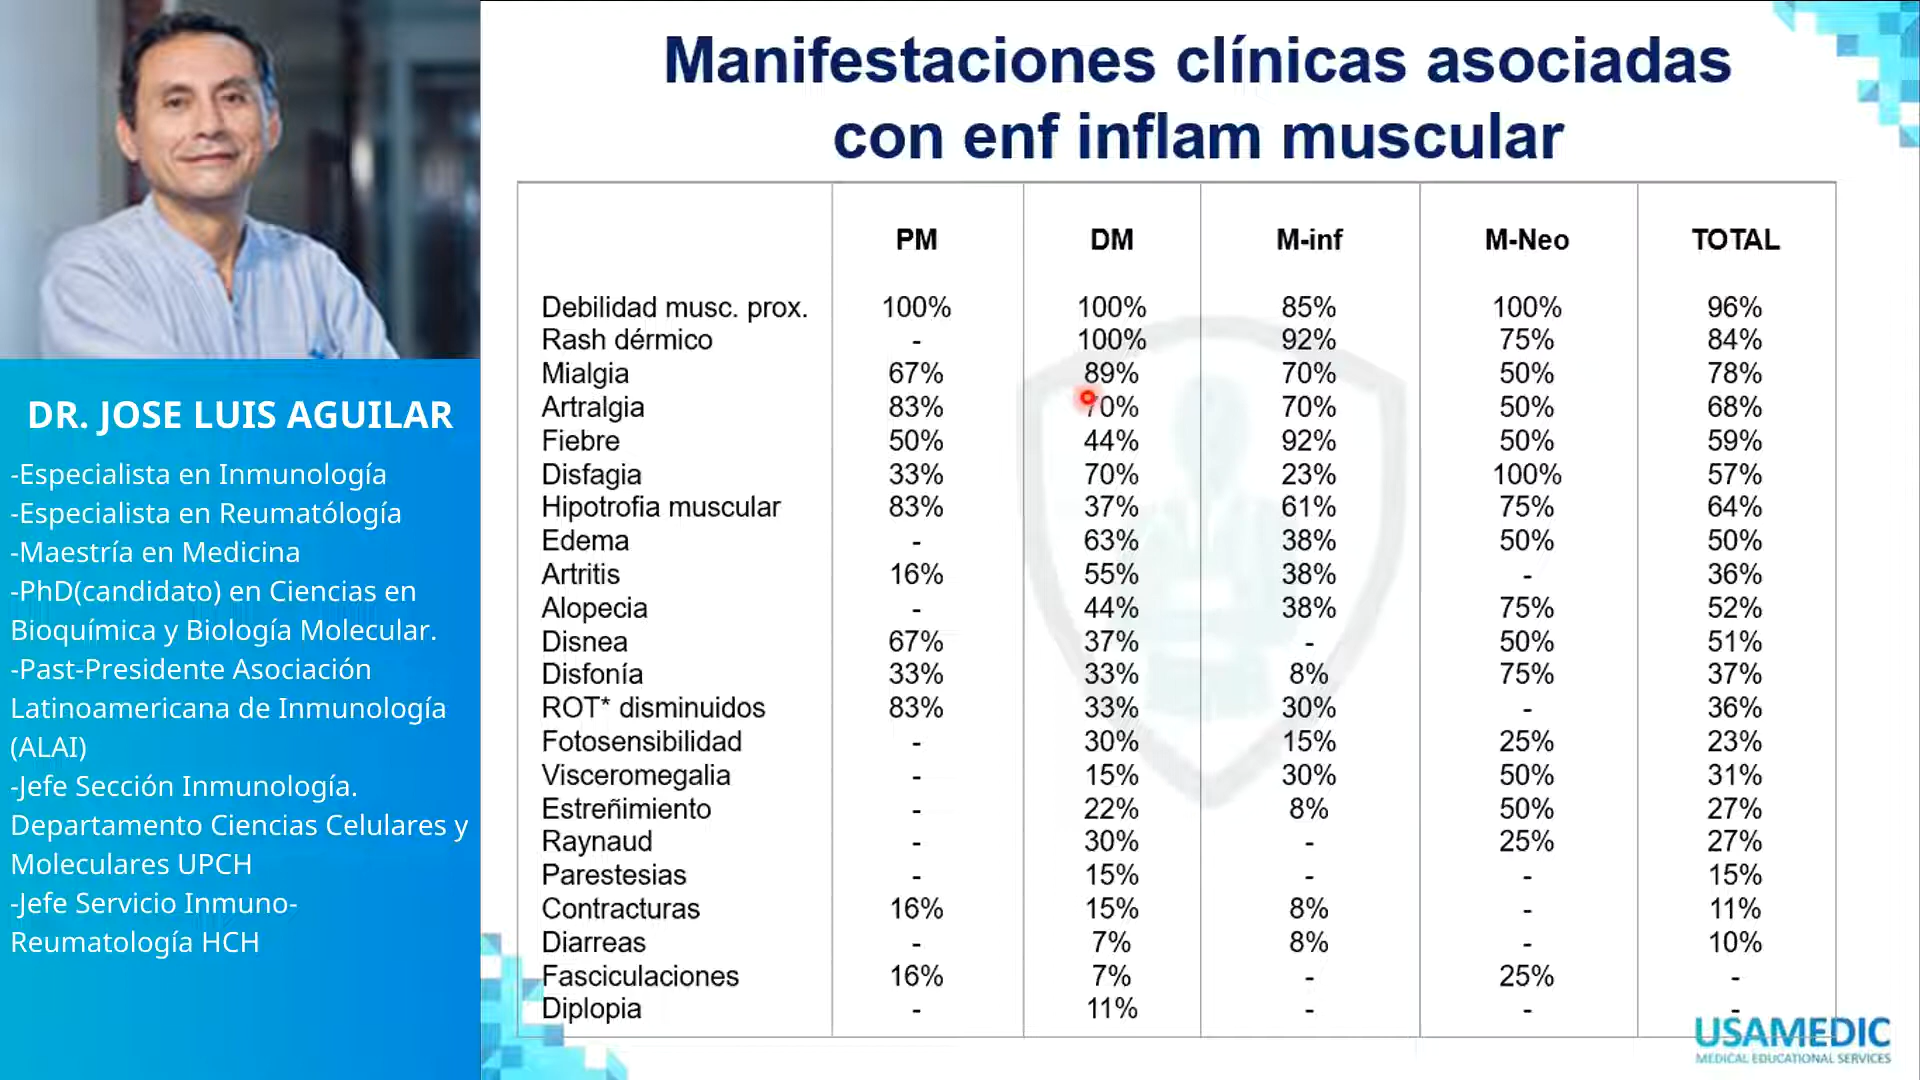 DR. JOSE LUIS AGUILAR
-Especialista en Inmunología
-Especialista en Reumatólogía
-Maestría en Medicina
-PhD(candidato) en Ciencias en
Bioquímica y Biología Molecular.
-Past-Presidente Asociación
Latinoamericana de Inmunología
(ALAI)
-Jefe Sección Inmunología.
Departamento Ciencias Celulares y
Moleculares UPCH
-Jefe Servicio Inmuno-
Reumatología HCH
Manifestaciones clínicas asociadas
con enf inflam muscular
PM DM M-inf M-Neo TOTAL
Debilidad musc. prox. 100% 100% 85% 100% 96%
Rash dérmico - 100% 92% 75% 84%
Mialgia 67% 89% 70% 50% 78%
Artralgia 83% 70% 70% 50% 68%
Fiebre 50% 44% 92% 50% 59%
Disfagia 33% 70% 23% 100% 57%
Hipotrofia muscular 83% 37% 61% 75% 64%
Edema - 63% 38% 50% 50%
Artritis 16% 55% 38% - 36%
Alopecia - 44% 38% 75% 52%
Disnea 67% 37% - 50% 51%
Disfonía 33% 33% 8% 75% 37%
ROT* disminuidos 83% 33% 30% - 36%
Fotosensibilidad - 30% 15% 25% 23%
Visceromegalia - 15% 30% 50% 31%
Estreñimiento - 22% 8% 50% 27%
Raynaud - 30% - 25% 27%
Parestesias - 15% - - 15%
Contracturas 16% 15% 8% - 11%
Diarreas - 7% 8% - 10%
Fasciculaciones 16% 7% - 25% -
Diplopia - 11% - - -
USAMEDIC
MEDICAL EDUCATIONAL SERVICES